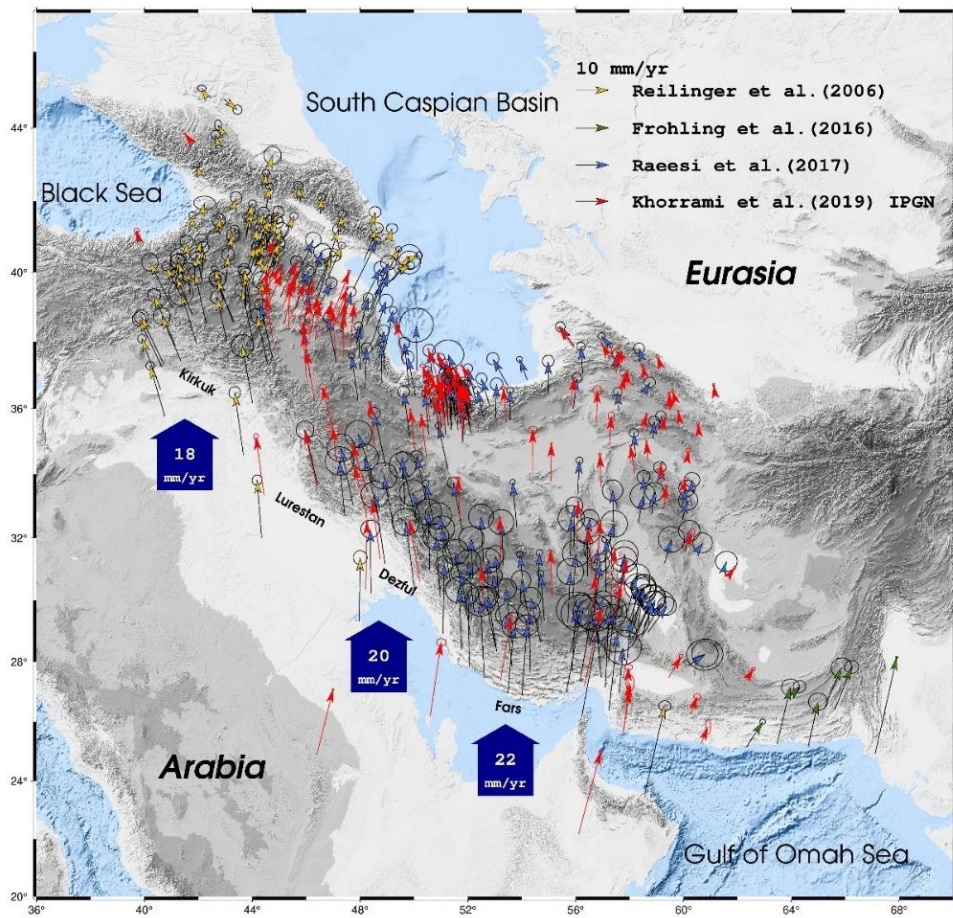 South Caspian Basin
10 mm/yr
Reilinger et al.(2006)
Frohling et al.(2016)
Raeesi et al.(2017)
Khorrami et al.(2019) IPGN
Black Sea
Eurasia
Kirkuk
18
mm/yr
Lurestan
Dezful
20
mm/yr
Fars
22
mm/yr
Arabia
Gulf of Omah Sea
44°
40°
36°
32°
28°
24°
20°
36° 40° 44° 48° 52° 56° 60° 64° 68°